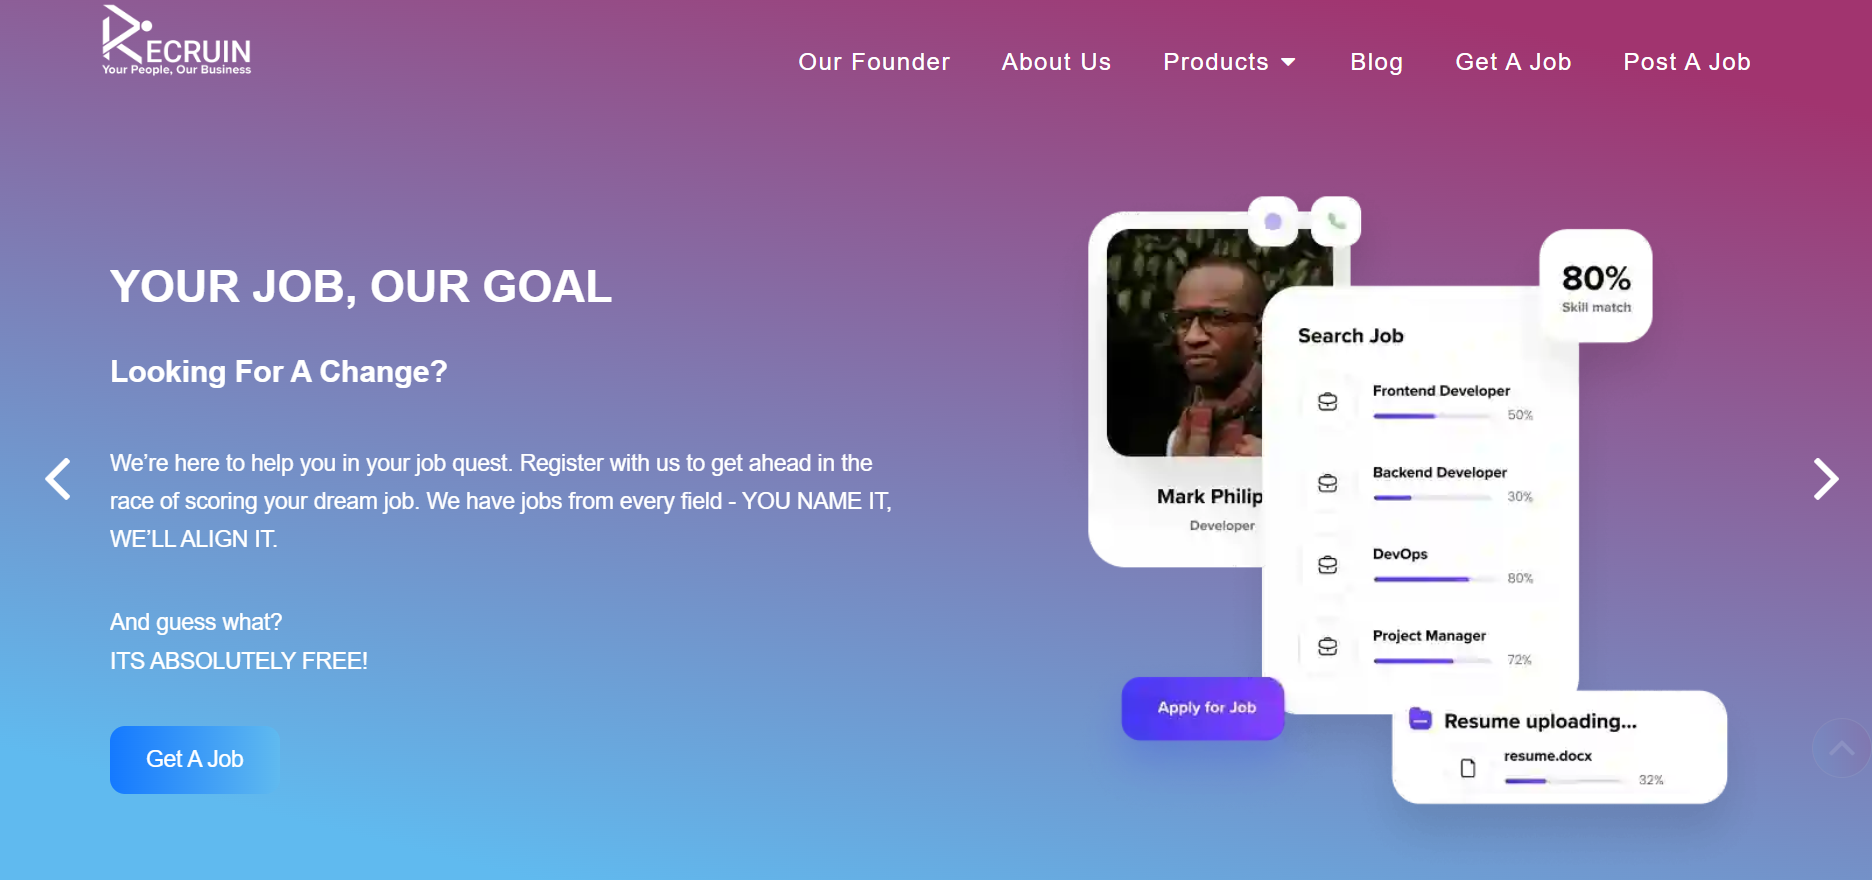 RECRUIN
Your People, Our Business
Our Founder
About Us
Products
Blog
Get A Job
Post A Job
YOUR JOB, OUR GOAL
Looking For A Change?
We’re here to help you in your job quest. Register with us to get ahead in the
race of scoring your dream job. We have jobs from every field - YOU NAME IT,
WE’LL ALIGN IT.
And guess what?
ITS ABSOLUTELY FREE!
Get A Job
Mark Philip
Developer
80%
Skill match
Search Job
Frontend Developer
50%
Backend Developer
30%
DevOps
80%
Project Manager
72%
Apply for Job
Resume uploading...
resume.docx
32%